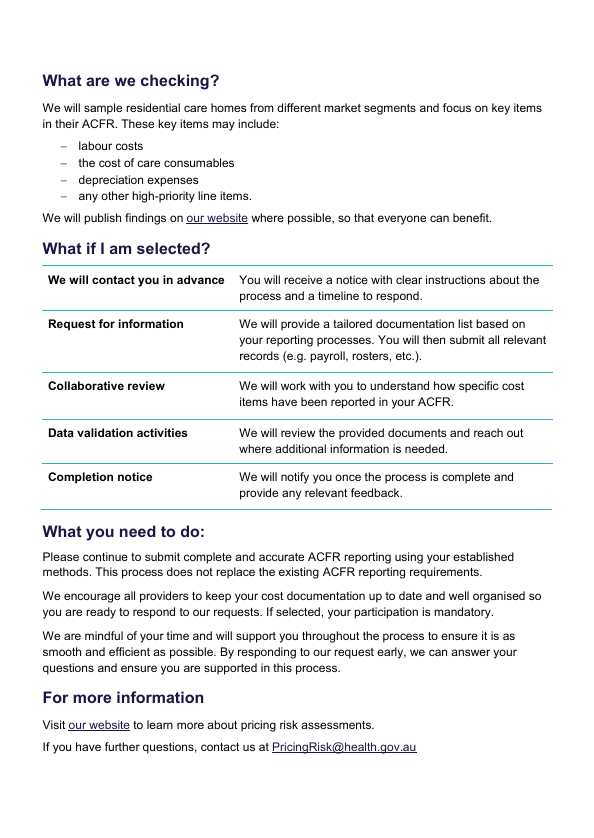 What are we checking?
We will sample residential care homes from different market segments and focus on key items
in their ACFR. These key items may include:
– labour costs
– the cost of care consumables
– depreciation expenses
– any other high-priority line items.
We will publish findings on our website where possible, so that everyone can benefit.
What if I am selected?
We will contact you in advance
You will receive a notice with clear instructions about the
process and a timeline to respond.
Request for information
We will provide a tailored documentation list based on
your reporting processes. You will then submit all relevant
records (e.g. payroll, rosters, etc.).
Collaborative review
We will work with you to understand how specific cost
items have been reported in your ACFR.
Data validation activities
We will review the provided documents and reach out
where additional information is needed.
Completion notice
We will notify you once the process is complete and
provide any relevant feedback.
What you need to do:
Please continue to submit complete and accurate ACFR reporting using your established
methods. This process does not replace the existing ACFR reporting requirements.
We encourage all providers to keep your cost documentation up to date and well organised so
you are ready to respond to our requests. If selected, your participation is mandatory.
We are mindful of your time and will support you throughout the process to ensure it is as
smooth and efficient as possible. By responding to our request early, we can answer your
questions and ensure you are supported in this process.
For more information
Visit our website to learn more about pricing risk assessments.
If you have further questions, contact us at PricingRisk@health.gov.au